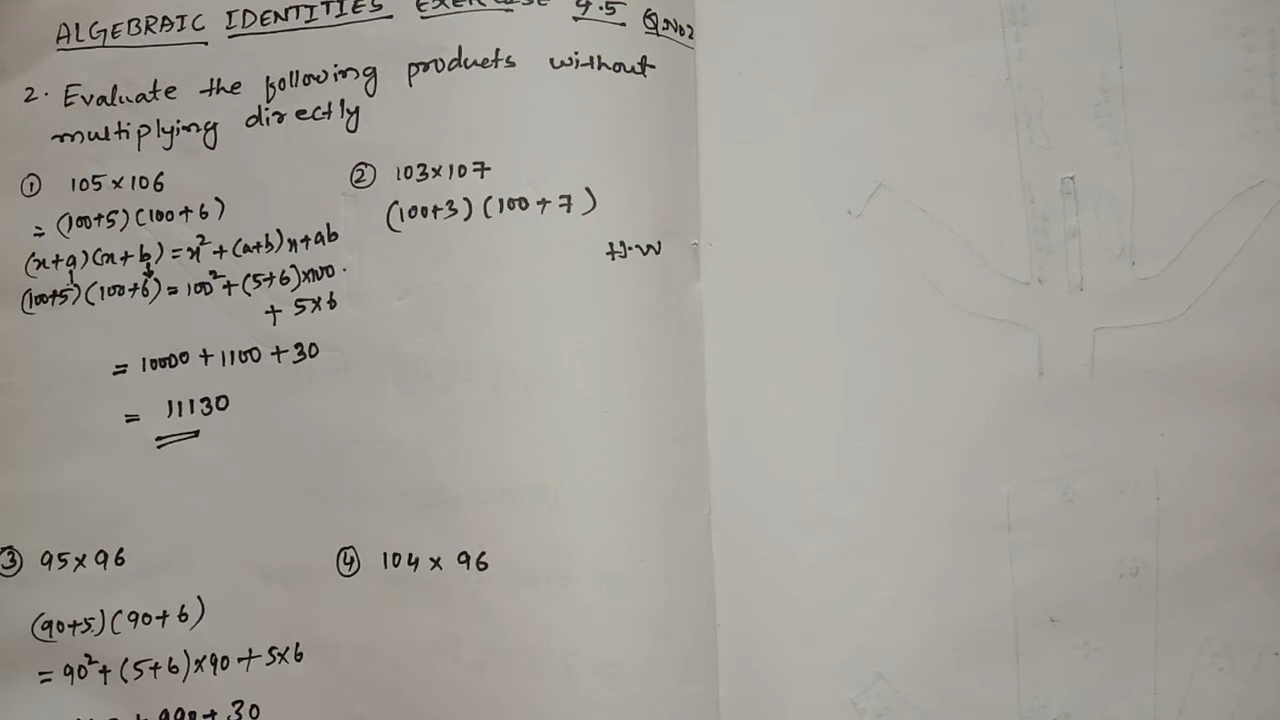 ALGEBRAIC IDENTITIES EXERCISE 9.5 Q.No2
2. Evaluate the following products without
multiplying directly
① 105 × 106
= (100+5) (100+6)
(x+a) (x+b) = x² + (a+b) x + ab
(100+5) (100+6) = 100² + (5+6)×100.
+ 5×6
= 10000 + 1100 + 30
= 11130
② 103×107
(100+3) (100+7)
H.W
③ 95 × 96
(90+5) (90+6)
= 90² + (5+6)×90 + 5×6
+ 990 + 30
④ 104 × 96